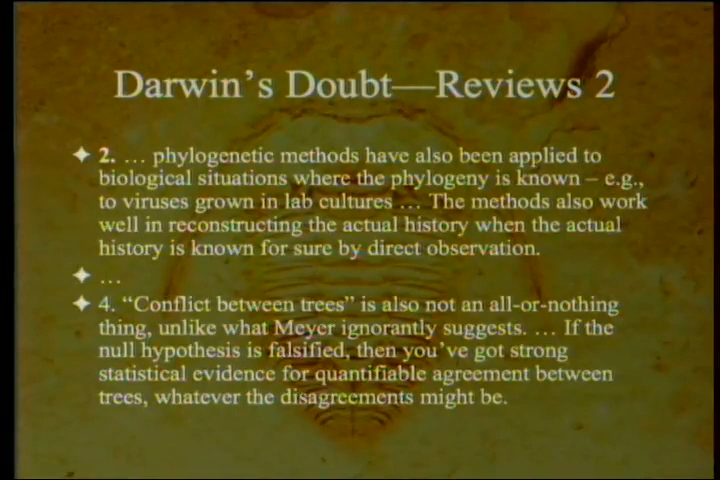 Darwin's Doubt—Reviews 2
2. … phylogenetic methods have also been applied to
biological situations where the phylogeny is known – e.g.,
to viruses grown in lab cultures … The methods also work
well in reconstructing the actual history when the actual
history is known for sure by direct observation.
…
4. “Conflict between trees” is also not an all-or-nothing
thing, unlike what Meyer ignorantly suggests. … If the
null hypothesis is falsified, then you've got strong
statistical evidence for quantifiable agreement between
trees, whatever the disagreements might be.